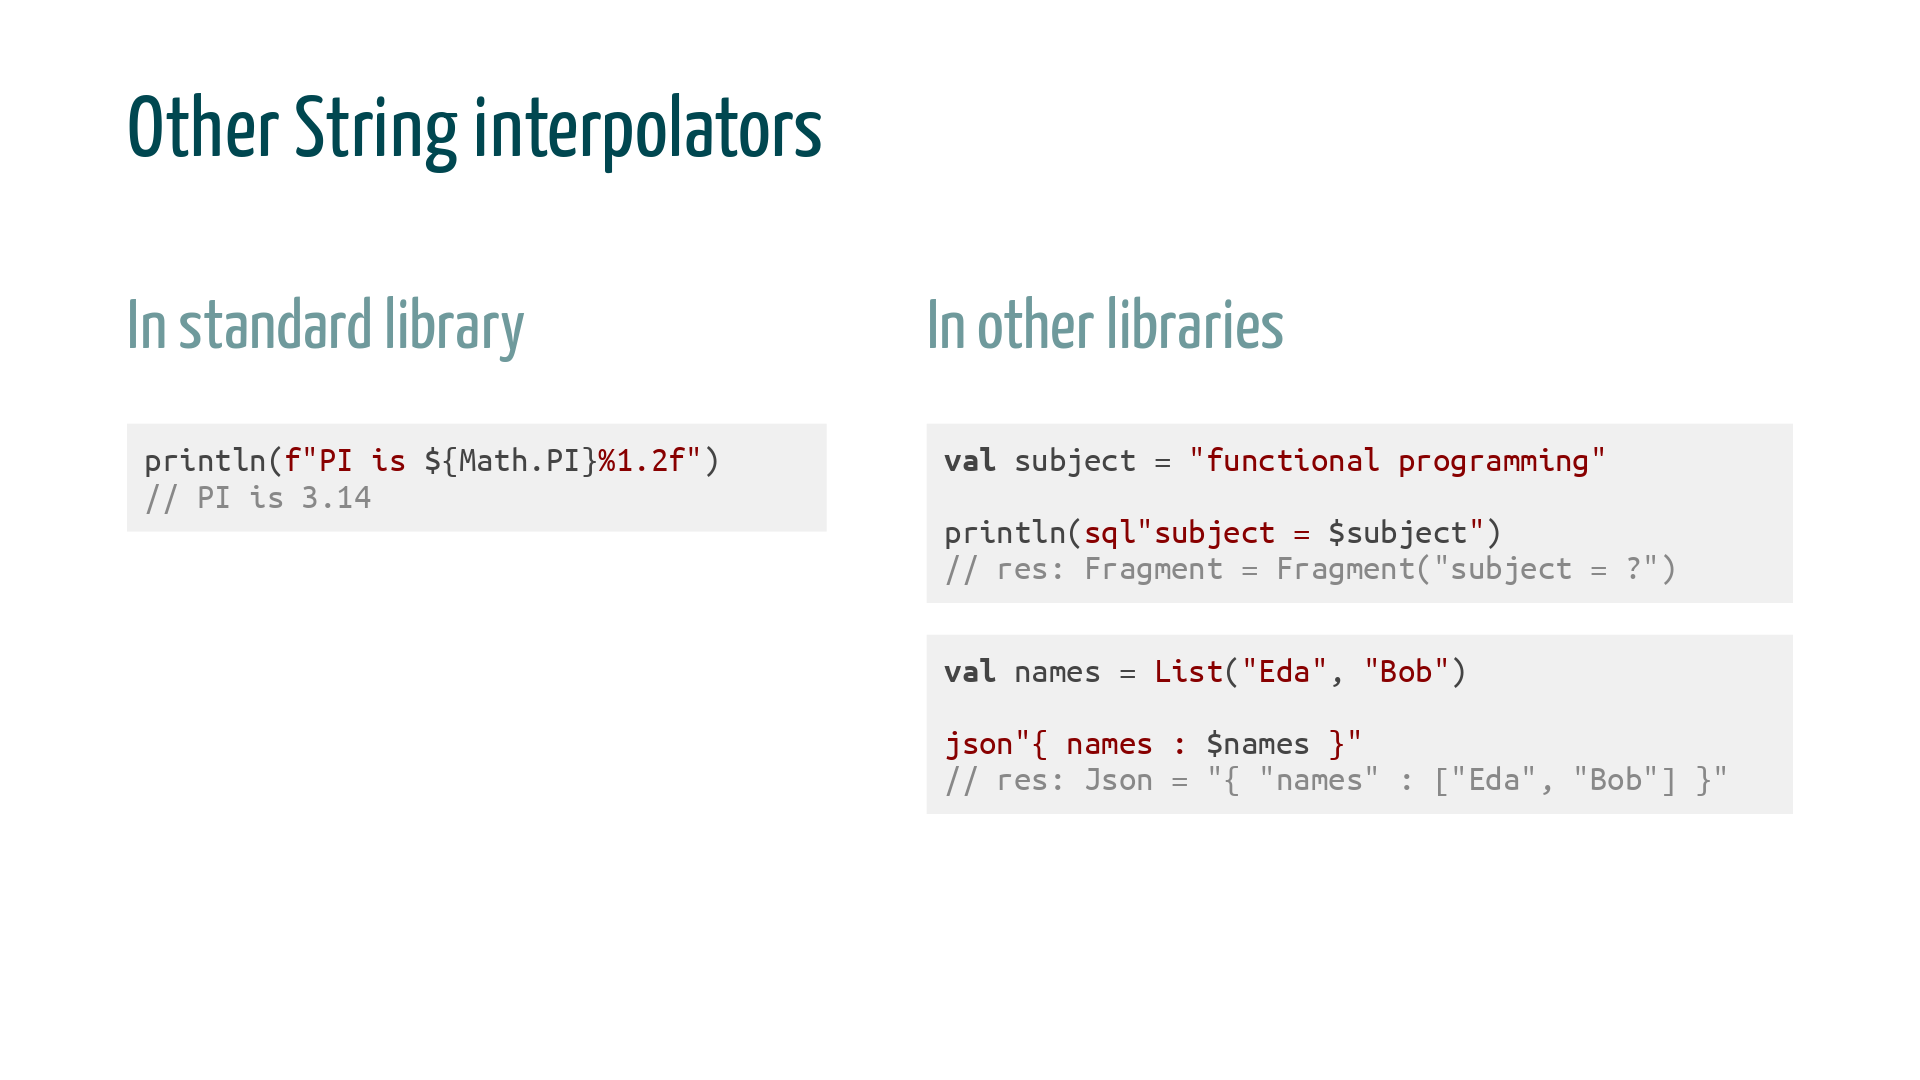 Other String interpolators
In standard library
println(f"PI is ${Math.PI}%1.2f")
// PI is 3.14
In other libraries
val subject = "functional programming"
println(sql"subject = $subject")
// res: Fragment = Fragment("subject = ?")
val names = List("Eda", "Bob")
json"{ names : $names }"
// res: Json = "{ "names" : ["Eda", "Bob"] }"